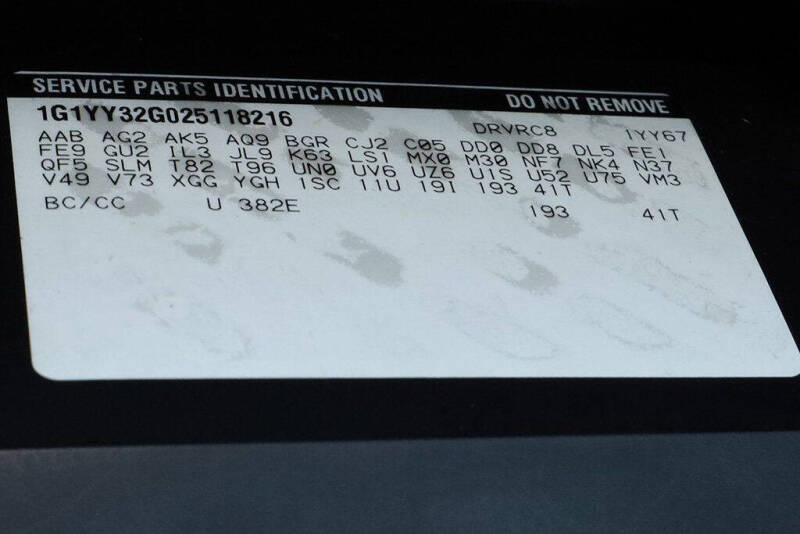 SERVICE PARTS IDENTIFICATION DO NOT REMOVE
1G1YY32G025118216 DRVRC8 1YY67
AAB AG2 AK5 AQ9 BGR CJ2 C05 DD0 DD8 DL5 FE1
FE9 GU2 1L3 JL9 K63 LS1 MX0 M30 NF7 NK4 N37
QF5 SLM T82 T96 UN0 UV6 UZ6 U1S U52 U75 VM3
V49 V73 XGG YGH 1SC 11U 19I 193 41T
BC/CC U 382E 193 41T